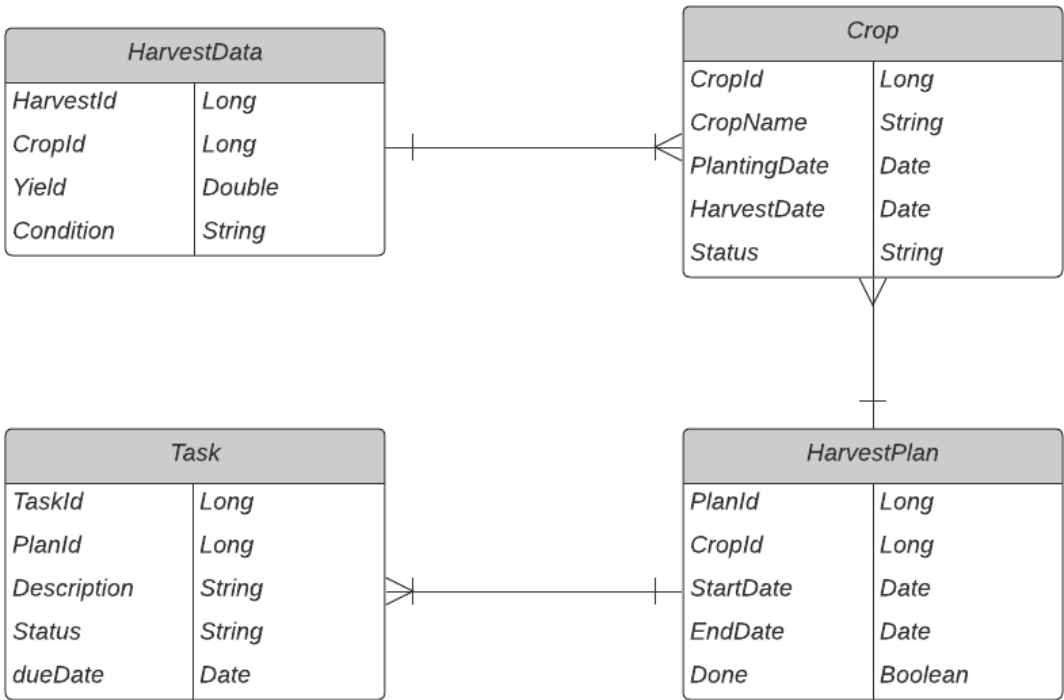 HarvestData
HarvestId Long
CropId Long
Yield Double
Condition String
Crop
CropId Long
CropName String
PlantingDate Date
HarvestDate Date
Status String
Task
TaskId Long
PlanId Long
Description String
Status String
dueDate Date
HarvestPlan
PlanId Long
CropId Long
StartDate Date
EndDate Date
Done Boolean